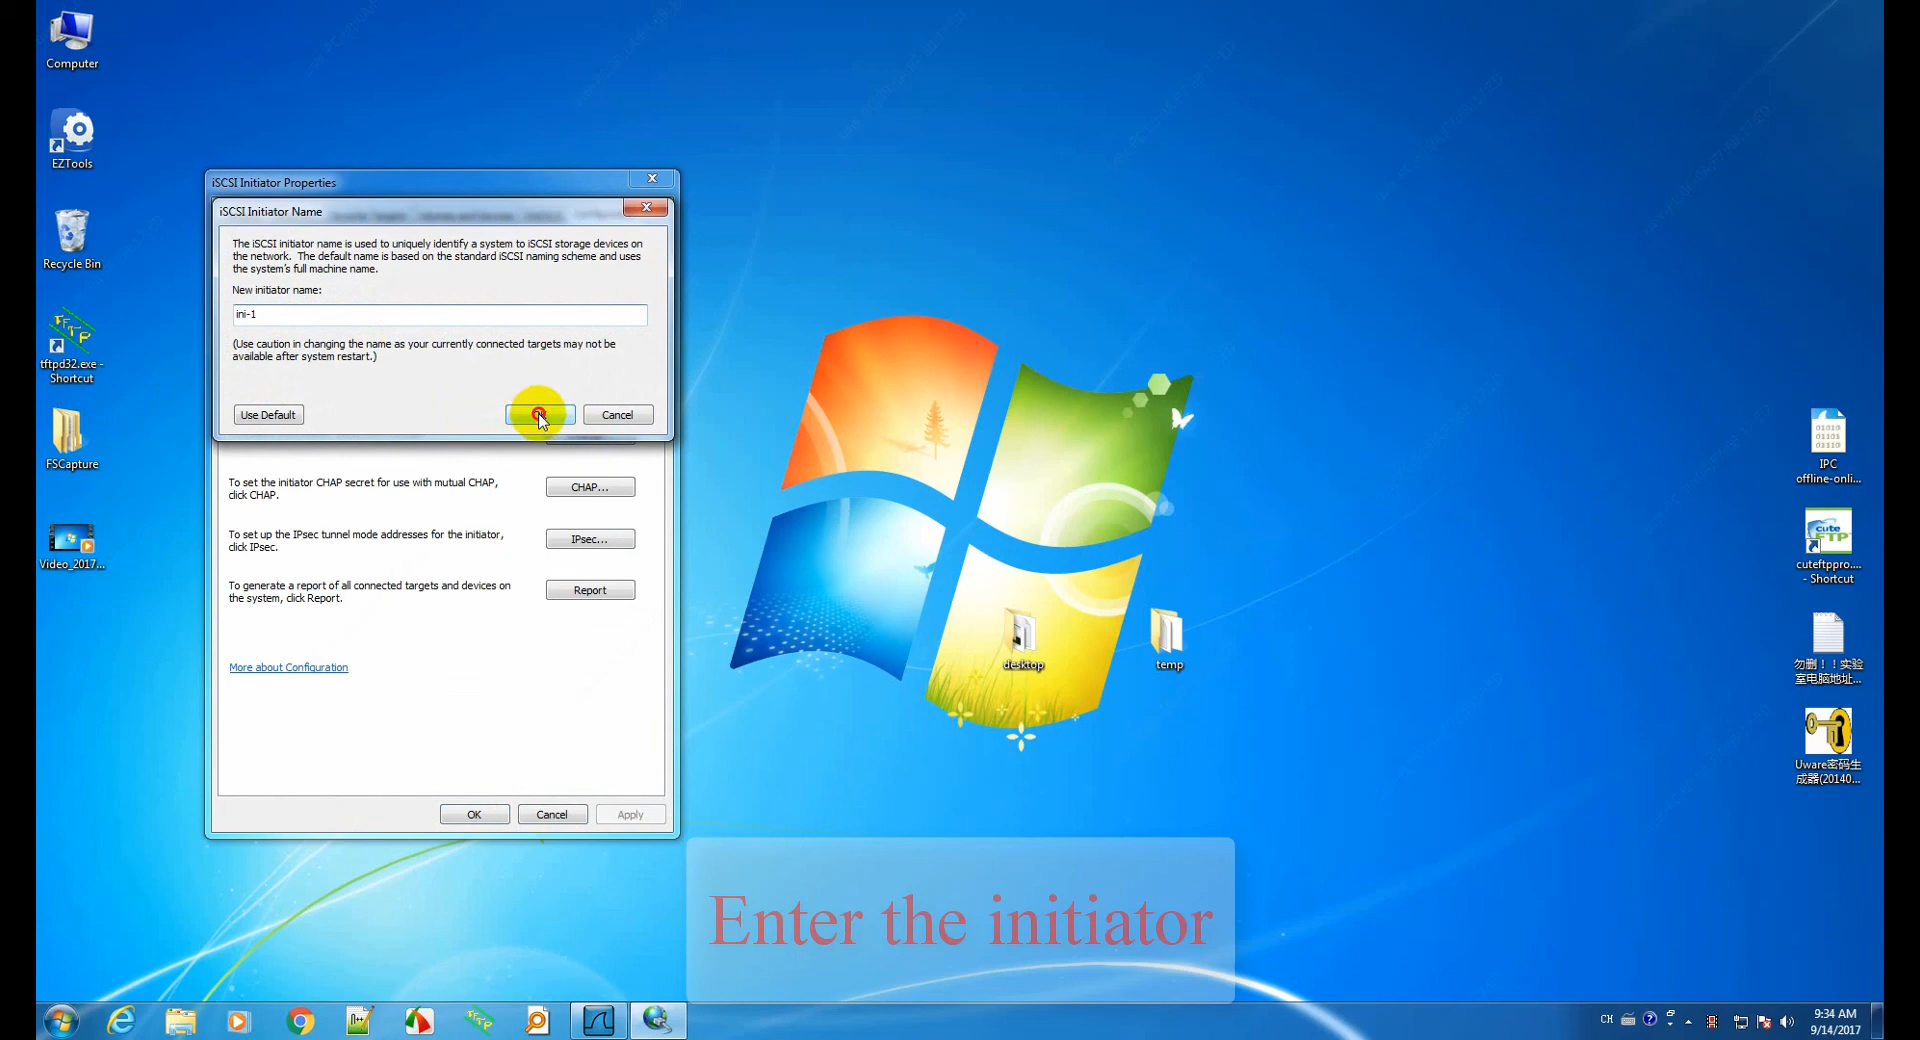 Computer
EZTools
Recycle Bin
tftpd32.exe -
Shortcut
FSCapture
Video_2017...
iSCSI Initiator Properties
iSCSI Initiator Name
The iSCSI initiator name is used to uniquely identify a system to iSCSI storage devices on
the network. The default name is based on the standard iSCSI naming scheme and uses
the system's full machine name.
New initiator name:
ini-1
(Use caution in changing the name as your currently connected targets may not be
available after system restart.)
Use Default
Cancel
To set the initiator CHAP secret for use with mutual CHAP,
click CHAP.
CHAP...
To set up the IPsec tunnel mode addresses for the initiator,
click IPsec.
IPsec...
To generate a report of all connected targets and devices on
the system, click Report.
Report
More about Configuration
OK
Cancel
Apply
desktop
temp
IPC
offline-onli...
cute
FTP
cuteftppro....
- Shortcut
勿删！！实验
室电脑地址...
Uware密码生
成器(20140...
Enter the initiator
CH
9:34 AM
9/14/2017